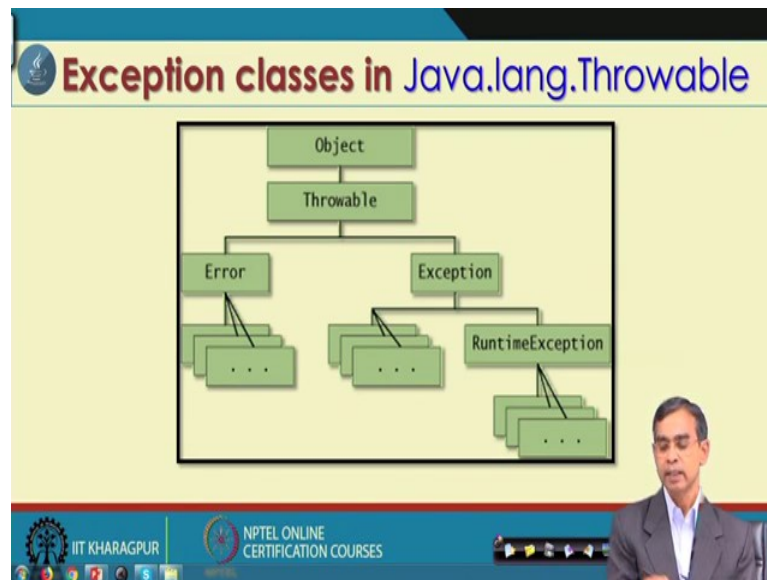 Exception classes in Java.lang.Throwable
Object
Throwable
Error
Exception
RuntimeException
. . .
. . .
. . .
IIT KHARAGPUR
NPTEL ONLINE
CERTIFICATION COURSES